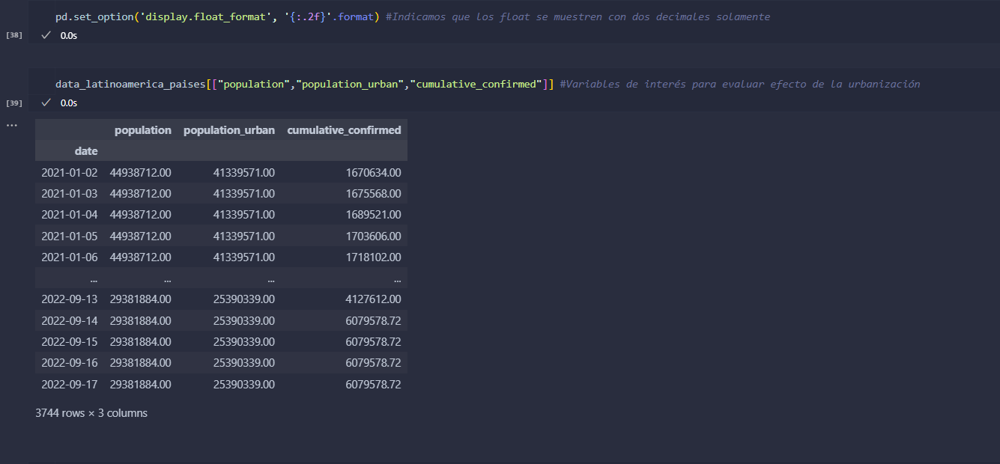 pd.set_option('display.float_format', '{:.2f}'.format) #Indicamos que los float se muestren con dos decimales solamente
[38] ✓ 0.0s
data_latinoamerica_paises[["population","population_urban","cumulative_confirmed"]] #Variables de interés para evaluar efecto de la urbanización
[39] ✓ 0.0s
...
population population_urban cumulative_confirmed
date
2021-01-02 44938712.00 41339571.00 1670634.00
2021-01-03 44938712.00 41339571.00 1675568.00
2021-01-04 44938712.00 41339571.00 1689521.00
2021-01-05 44938712.00 41339571.00 1703606.00
2021-01-06 44938712.00 41339571.00 1718102.00
... ... ... ...
2022-09-13 29381884.00 25390339.00 4127612.00
2022-09-14 29381884.00 25390339.00 6079578.72
2022-09-15 29381884.00 25390339.00 6079578.72
2022-09-16 29381884.00 25390339.00 6079578.72
2022-09-17 29381884.00 25390339.00 6079578.72
3744 rows × 3 columns